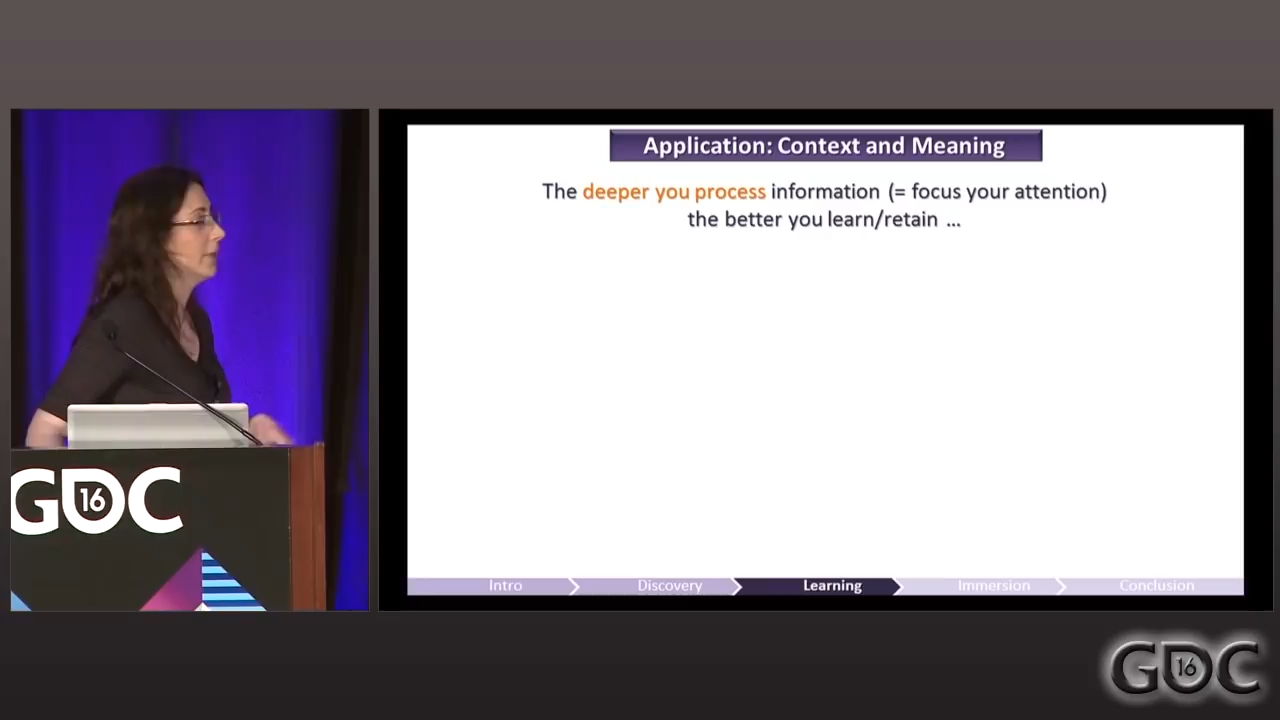 Application: Context and Meaning
The deeper you process information (= focus your attention)
the better you learn/retain ...
GDC 16
Intro Discovery Learning Immersion Conclusion
GDC 16